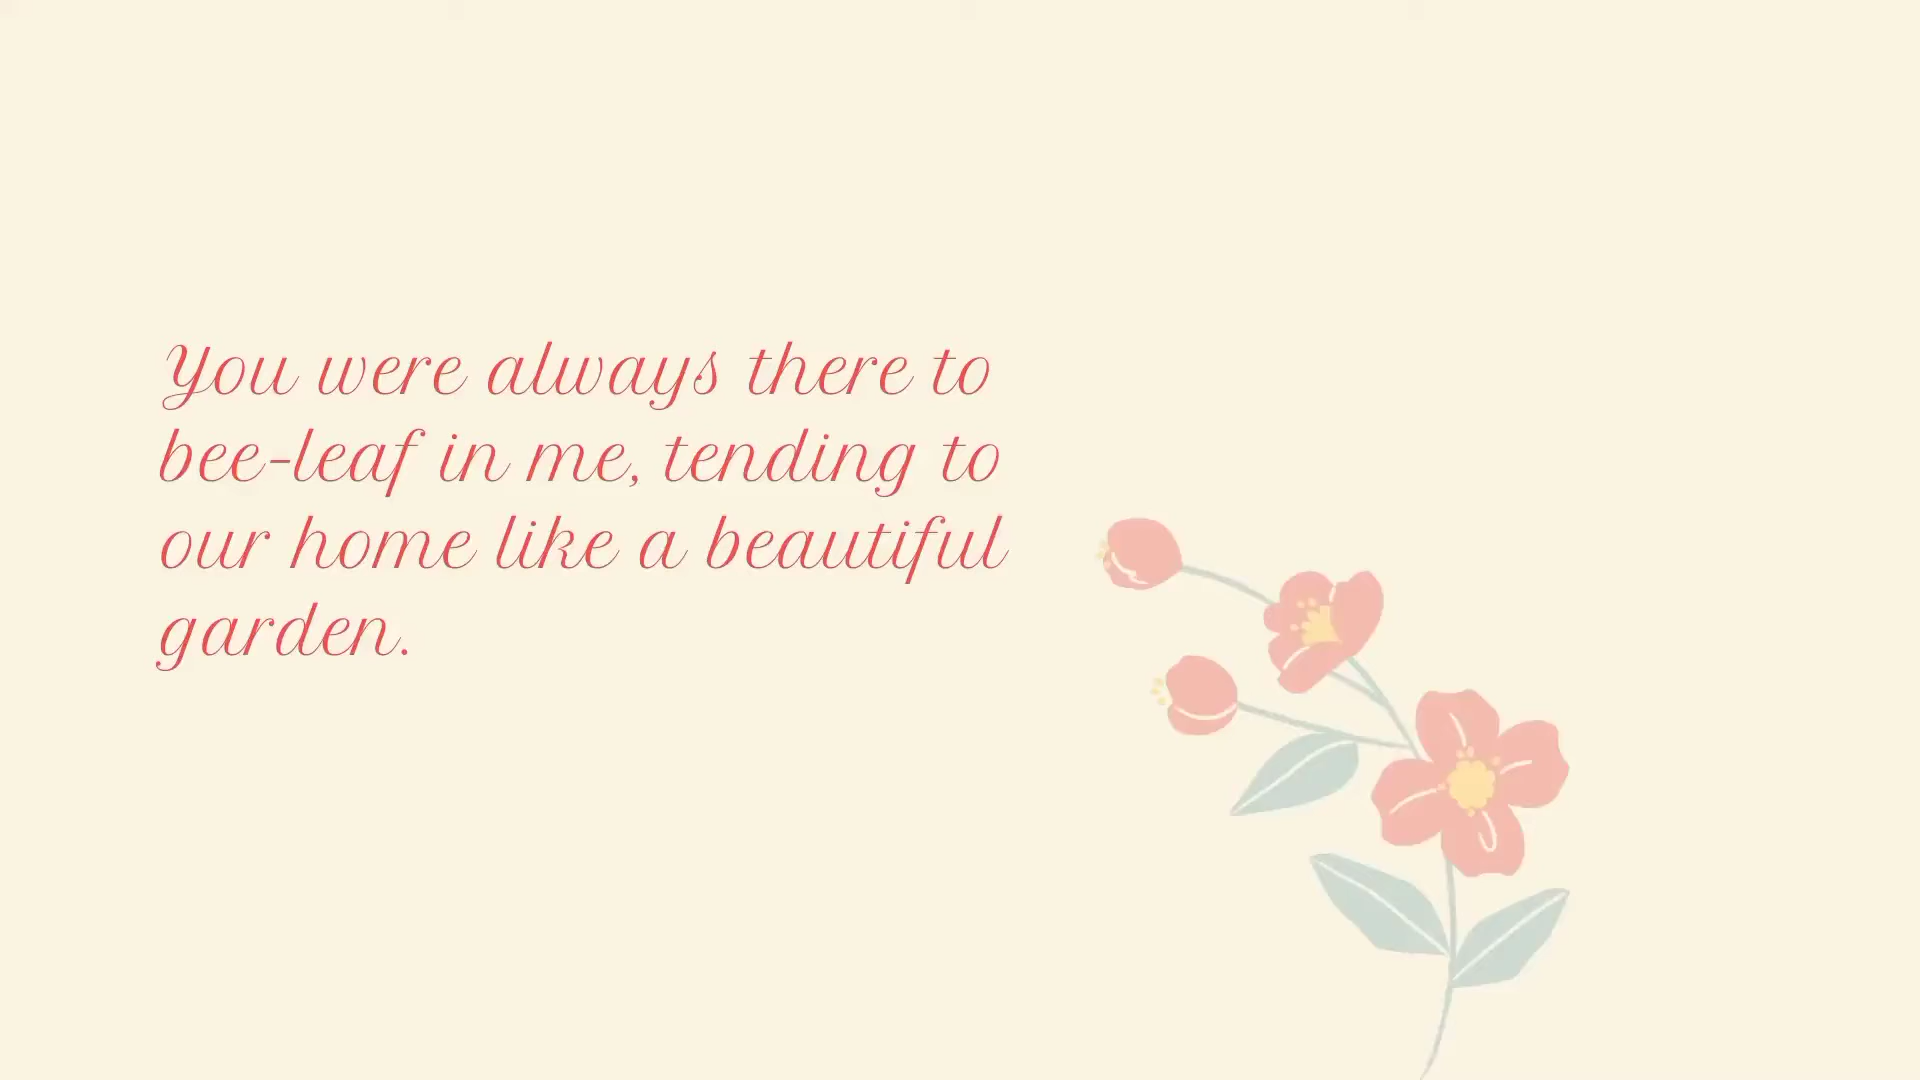 You were always there to
bee-leaf in me, tending to
our home like a beautiful
garden.